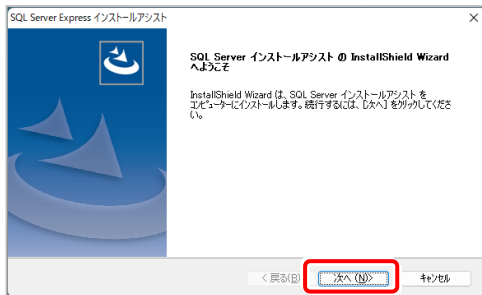 SQL Server Express インストールアシスト
SQL Server インストールアシスト の InstallShield Wizard
へようこそ
InstallShield Wizard は、SQL Server インストールアシスト を
コンピューターにインストールします。続行するには、[次へ] をクリックしてくださ
い。
< 戻る(B)
次へ(N)>
キャンセル